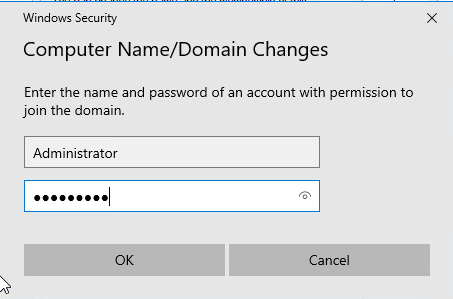 Windows Security
Computer Name/Domain Changes
Enter the name and password of an account with permission to
join the domain.
Administrator
●●●●●●●●●
OK
Cancel